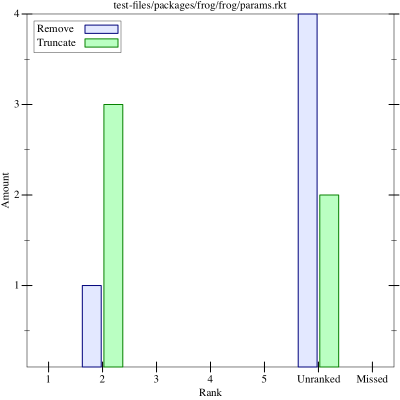 test-files/packages/frog/frog/params.rkt
4
Remove
Truncate
3
2
1
Amount
1 2 3 4 5 Unranked Missed
Rank